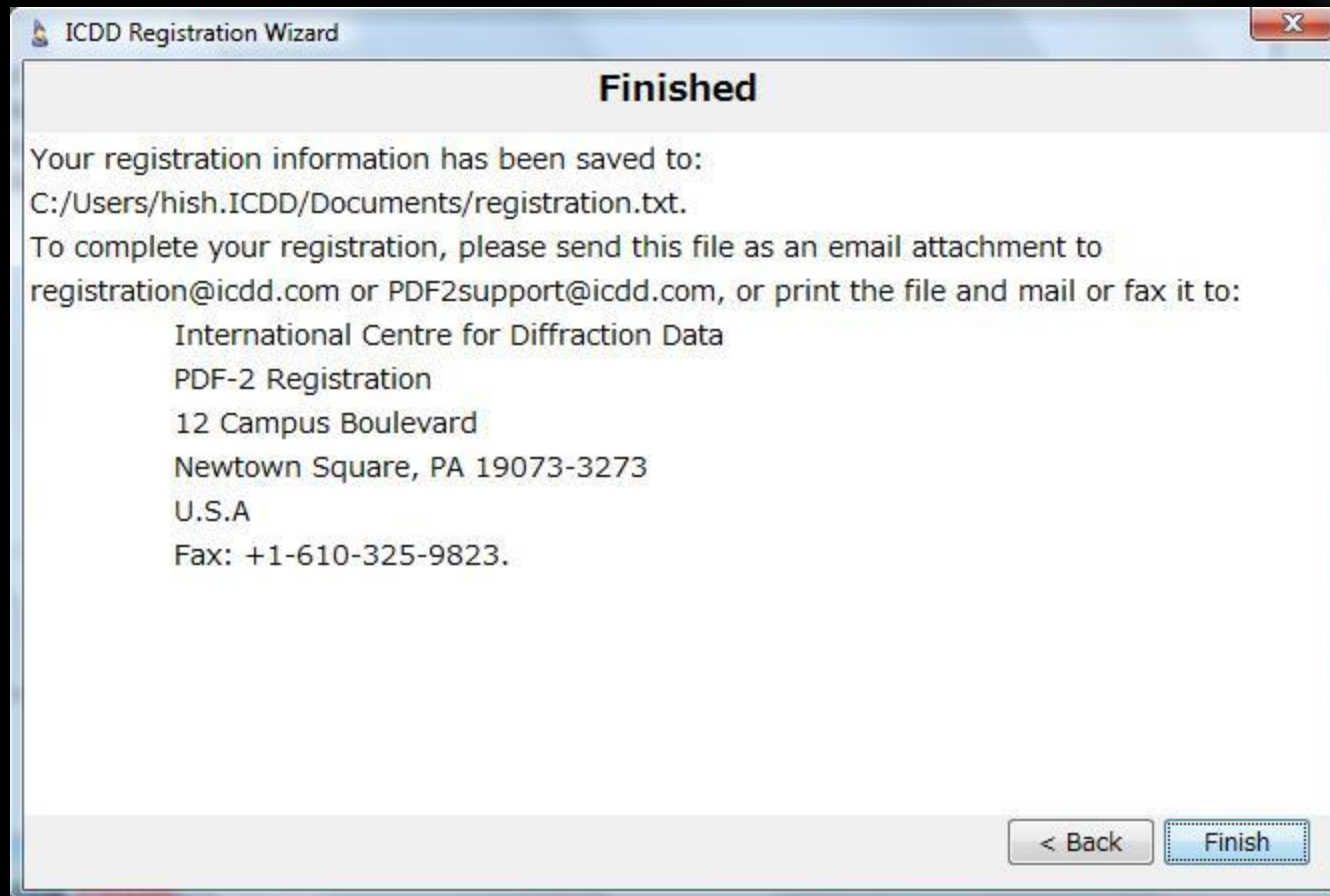 ICDD Registration Wizard
Finished
Your registration information has been saved to:
C:/Users/hish.ICDD/Documents/registration.txt.
To complete your registration, please send this file as an email attachment to
registration@icdd.com or PDF2support@icdd.com, or print the file and mail or fax it to:
International Centre for Diffraction Data
PDF-2 Registration
12 Campus Boulevard
Newtown Square, PA 19073-3273
U.S.A
Fax: +1-610-325-9823.
< Back Finish